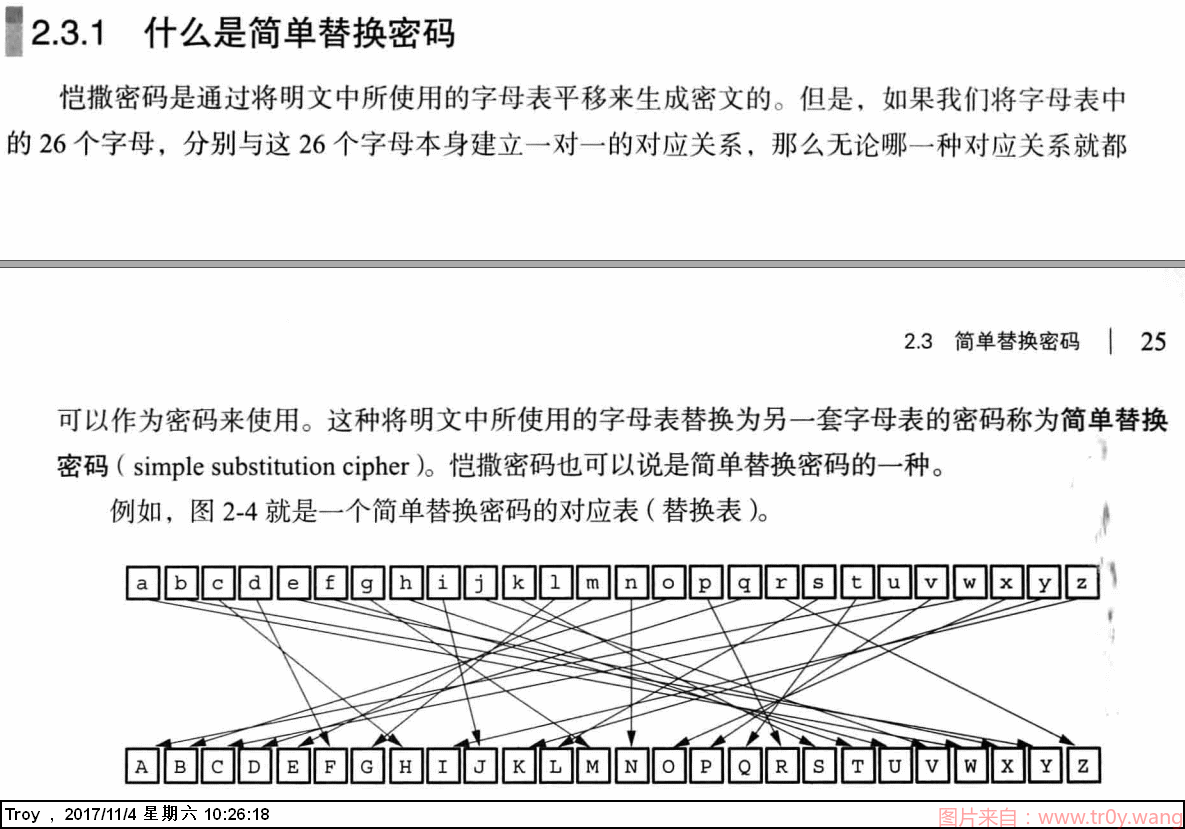 2.3.1 什么是简单替换密码
恺撒密码是通过将明文中所使用的字母表平移来生成密文的。但是，如果我们将字母表中
的 26 个字母，分别与这 26 个字母本身建立一对一的对应关系，那么无论哪一种对应关系就都
2.3 简单替换密码 | 25
可以作为密码来使用。这种将明文中所使用的字母表替换为另一套字母表的密码称为简单替换
密码（simple substitution cipher）。恺撒密码也可以说是简单替换密码的一种。
例如，图 2-4 就是一个简单替换密码的对应表（替换表）。
a b c d e f g h i j k l m n o p q r s t u v w x y z
A B C D E F G H I J K L M N O P Q R S T U V W X Y Z
Troy , 2017/11/4 星期六 10:26:18
图片来自：www.tr0y.wang